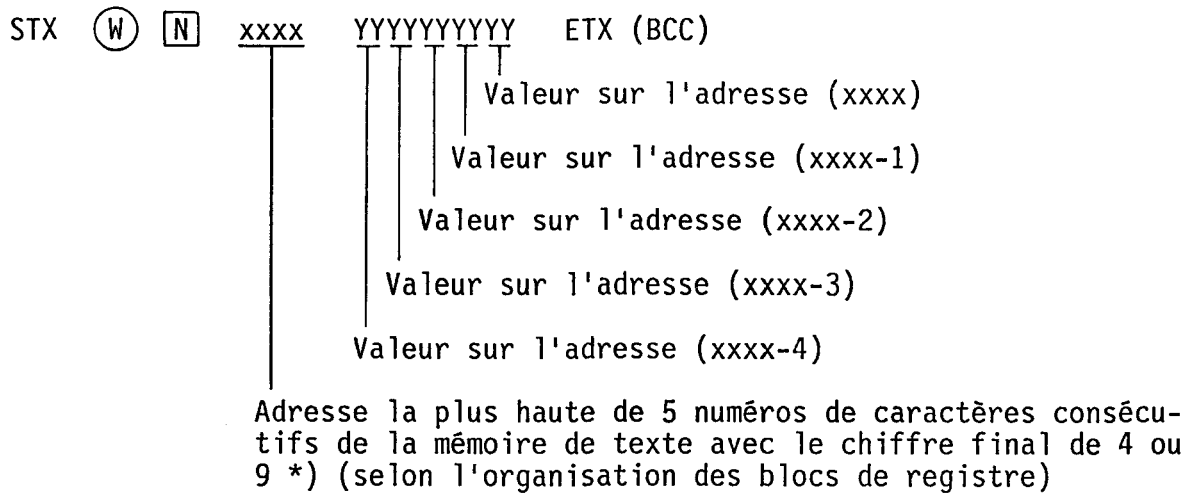 STX W N xxxx YYYYYYYYYY ETX (BCC)
Valeur sur l'adresse (xxxx)
Valeur sur l'adresse (xxxx-1)
Valeur sur l'adresse (xxxx-2)
Valeur sur l'adresse (xxxx-3)
Valeur sur l'adresse (xxxx-4)
Adresse la plus haute de 5 numéros de caractères consécu-
tifs de la mémoire de texte avec le chiffre final de 4 ou
9 *) (selon l'organisation des blocs de registre)